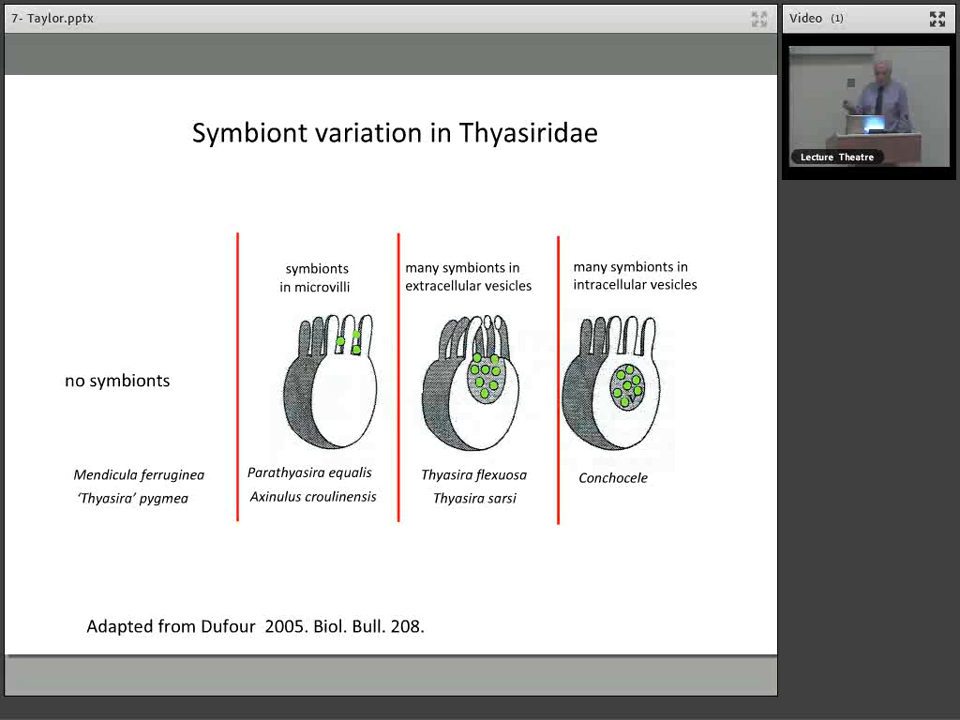 7- Taylor.pptx
Video (1)
Lecture Theatre
Symbiont variation in Thyasiridae
symbionts
in microvilli
many symbionts in
extracellular vesicles
many symbionts in
intracellular vesicles
no symbionts
V
Mendicula ferruginea
'Thyasira' pygmea
Parathyasira equalis
Axinulus croulinensis
Thyasira flexuosa
Thyasira sarsi
Conchocele
Adapted from Dufour 2005. Biol. Bull. 208.